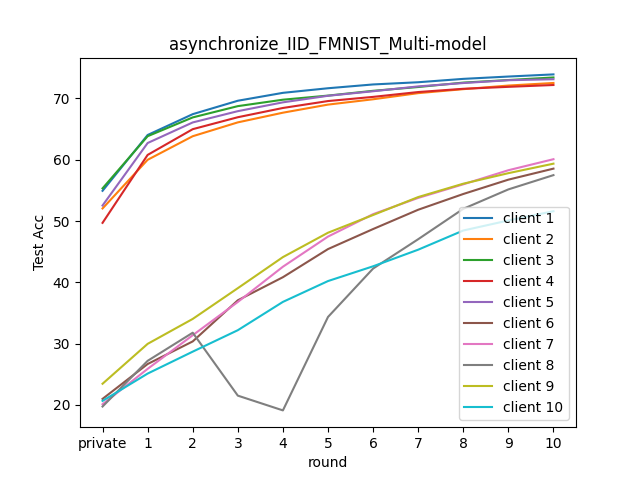 asynchronize_IID_FMNIST_Multi-model
Test Acc
70
60
50
40
30
20
private 1 2 3 4 5 6 7 8 9 10
round
client 1
client 2
client 3
client 4
client 5
client 6
client 7
client 8
client 9
client 10